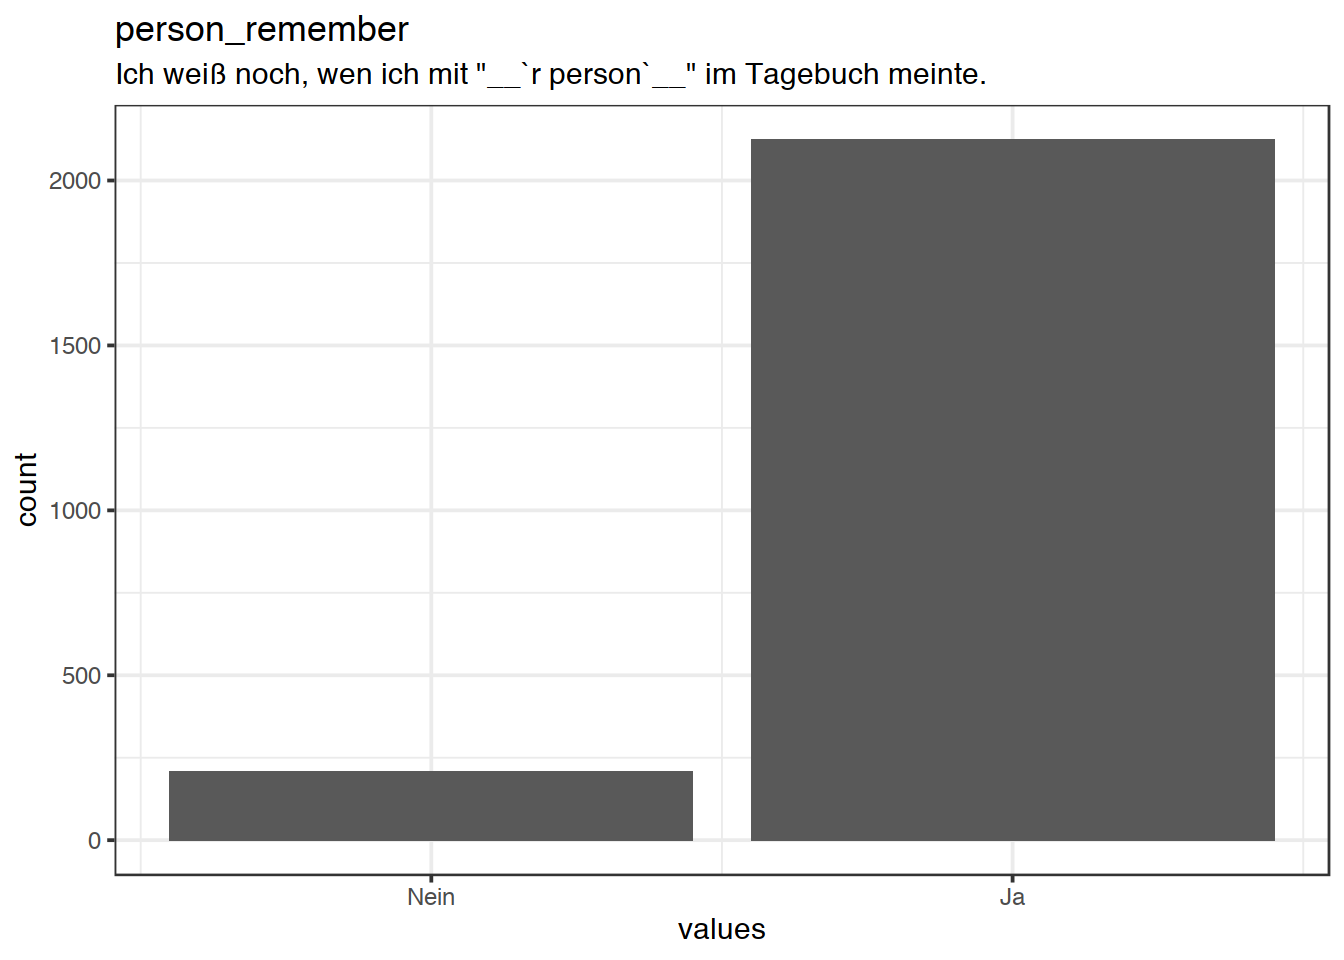 person_remember
Ich weiß noch, wen ich mit "__`r person`__" im Tagebuch meinte.
2000
1500
1000
500
0
count
Nein
Ja
values